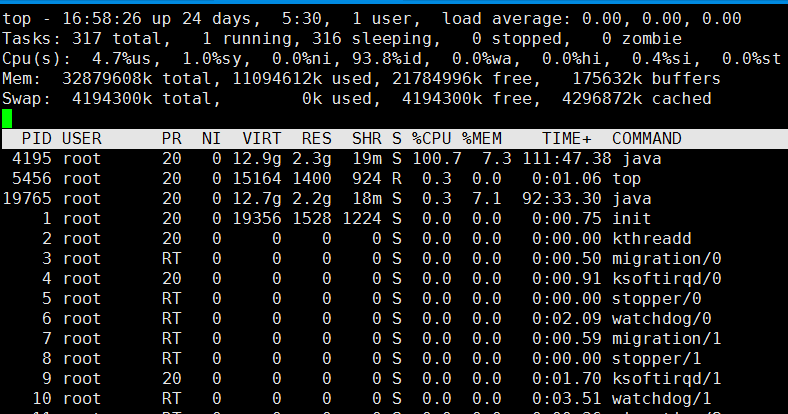 top - 16:58:26 up 24 days,  5:30,  1 user,  load average: 0.00, 0.00, 0.00
Tasks: 317 total,   1 running, 316 sleeping,   0 stopped,   0 zombie
Cpu(s):  4.7%us,  1.0%sy,  0.0%ni, 93.8%id,  0.0%wa,  0.0%hi,  0.4%si,  0.0%st
Mem:  32879608k total, 11094612k used, 21784996k free,   175632k buffers
Swap:  4194300k total,        0k used,  4194300k free,  4296872k cached
  PID USER      PR  NI  VIRT  RES  SHR S %CPU %MEM    TIME+  COMMAND
 4195 root      20   0 12.9g 2.3g  19m S 100.7  7.3 111:47.38 java
 5456 root      20   0 15164 1400  924 R  0.3  0.0   0:01.06 top
19765 root      20   0 12.7g 2.2g  18m S  0.3  7.1  92:33.30 java
    1 root      20   0 19356 1528 1224 S  0.0  0.0   0:00.75 init
    2 root      20   0     0    0    0 S  0.0  0.0   0:00.00 kthreadd
    3 root      RT   0     0    0    0 S  0.0  0.0   0:00.50 migration/0
    4 root      20   0     0    0    0 S  0.0  0.0   0:00.91 ksoftirqd/0
    5 root      RT   0     0    0    0 S  0.0  0.0   0:00.00 stopper/0
    6 root      RT   0     0    0    0 S  0.0  0.0   0:02.09 watchdog/0
    7 root      RT   0     0    0    0 S  0.0  0.0   0:00.59 migration/1
    8 root      RT   0     0    0    0 S  0.0  0.0   0:00.00 stopper/1
    9 root      20   0     0    0    0 S  0.0  0.0   0:01.70 ksoftirqd/1
   10 root      RT   0     0    0    0 S  0.0  0.0   0:03.51 watchdog/1